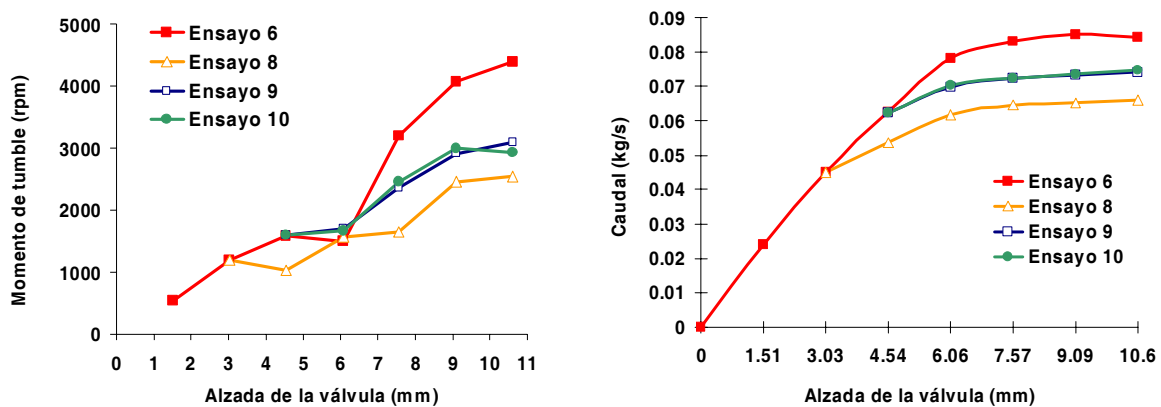 Momento de tumble (rpm)
5000
4000
3000
2000
1000
0
Ensayo 6
Ensayo 8
Ensayo 9
Ensayo 10
0 1 2 3 4 5 6 7 8 9 10 11
Alzada de la válvula (mm)
Caudal (kg/s)
0.09
0.08
0.07
0.06
0.05
0.04
0.03
0.02
0.01
0
Ensayo 6
Ensayo 8
Ensayo 9
Ensayo 10
0 1.51 3.03 4.54 6.06 7.57 9.09 10.6
Alzada de la válvula (mm)